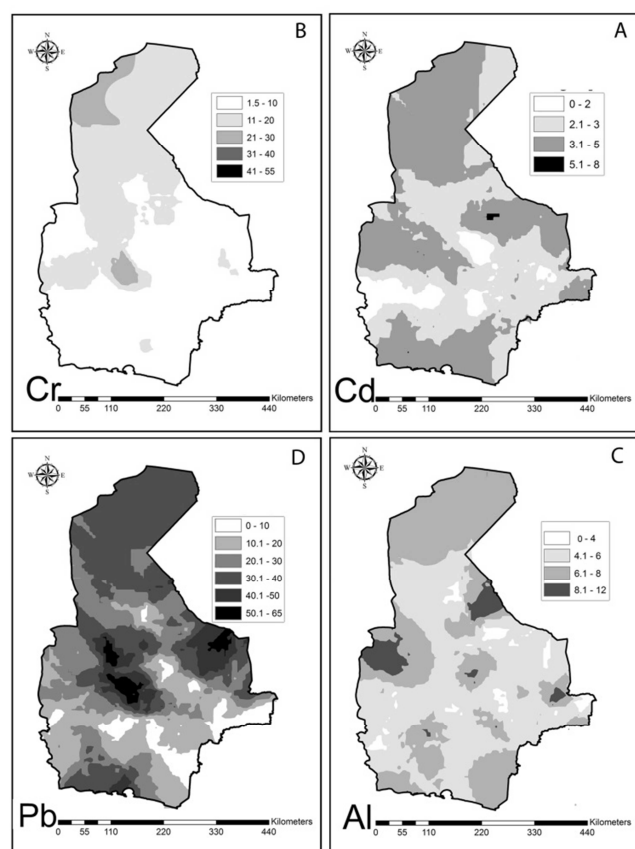 B
N
W E
S
1.5 - 10
11 - 20
21 - 30
31 - 40
41 - 55
Cr
Kilometers
0 55 110 220 330 440
A
N
W E
S
0 - 2
2.1 - 3
3.1 - 5
5.1 - 8
Cd
Kilometers
0 55 110 220 330 440
D
N
W E
S
0 - 10
10.1 - 20
20.1 - 30
30.1 - 40
40.1 -50
50.1 - 65
Pb
Kilometers
0 55 110 220 330 440
C
N
W E
S
0 - 4
4.1 - 6
6.1 - 8
8.1 - 12
Al
Kilometers
0 55 110 220 330 440